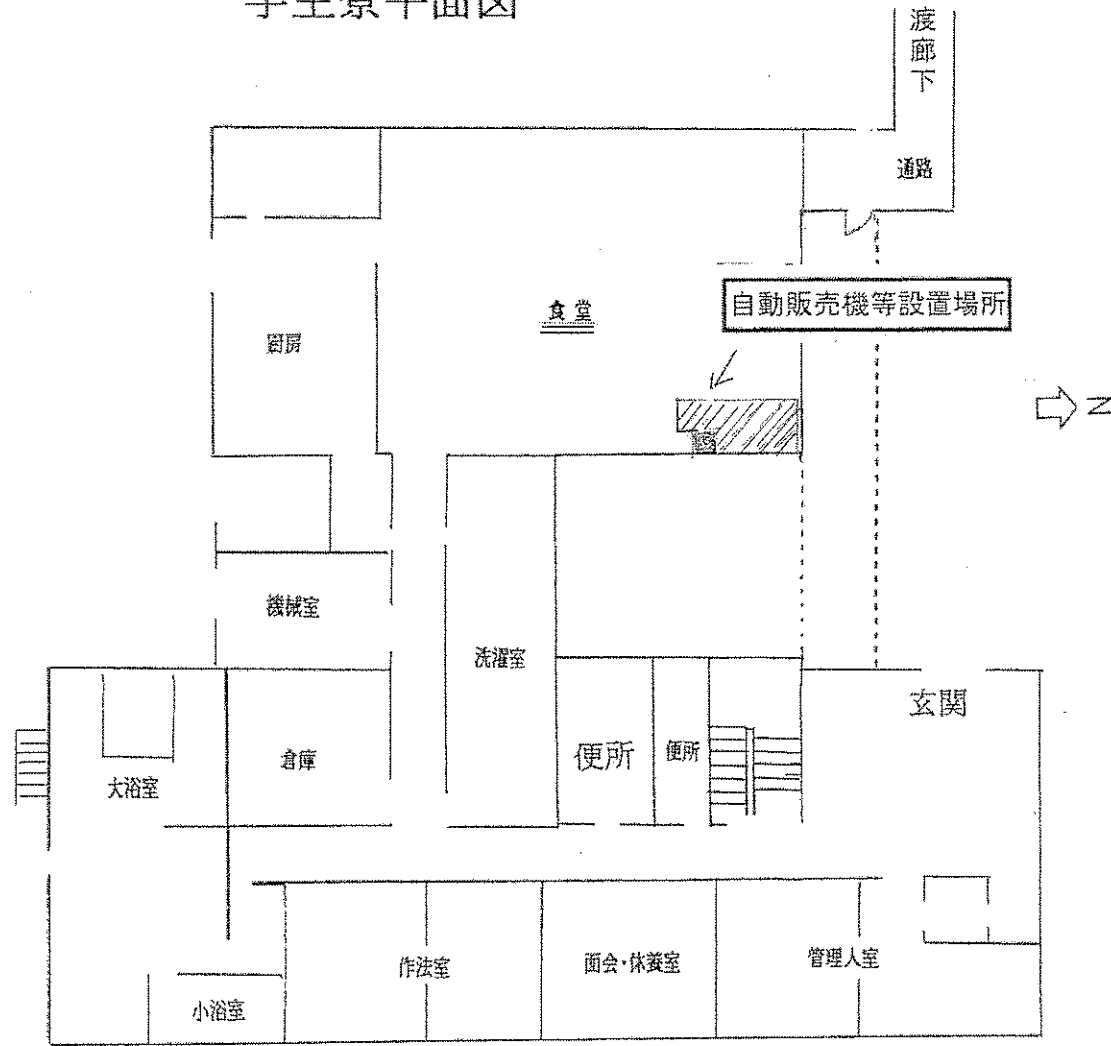 学生寮平面図
渡廊下
通路
自動販売機等設置場所
食堂
厨房
N
機械室
洗濯室
玄関
便所
便所
倉庫
大浴室
作法室
面会・休養室
管理人室
小浴室